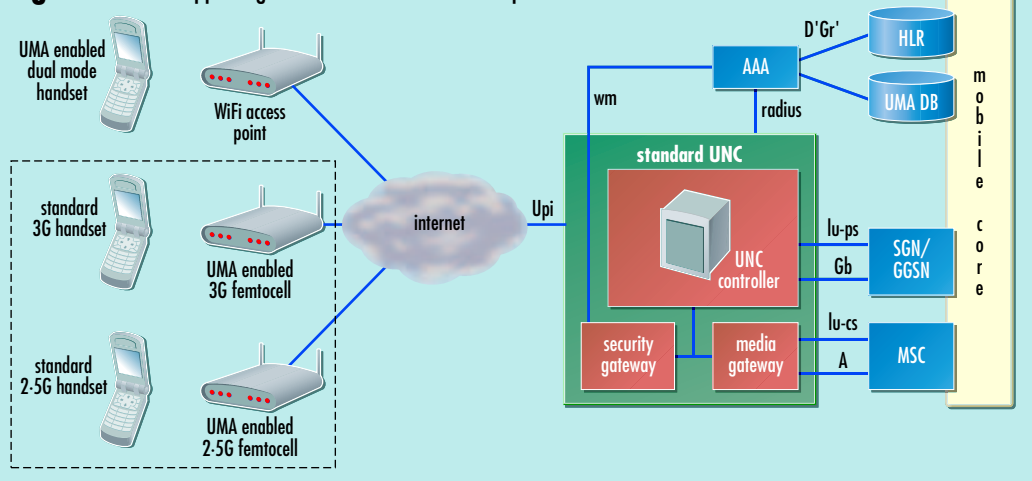 UMA enabled
dual mode
handset
WiFi access
point
standard
3G handset
UMA enabled
3G femtocell
standard
2·5G handset
UMA enabled
2·5G femtocell
internet
Upi
wm
AAA
radius
D'Gr'
HLR
UMA DB
standard UNC
UNC
controller
security
gateway
media
gateway
Iu-ps
Gb
Iu-cs
A
SGN/
GGSN
MSC
mobile
core